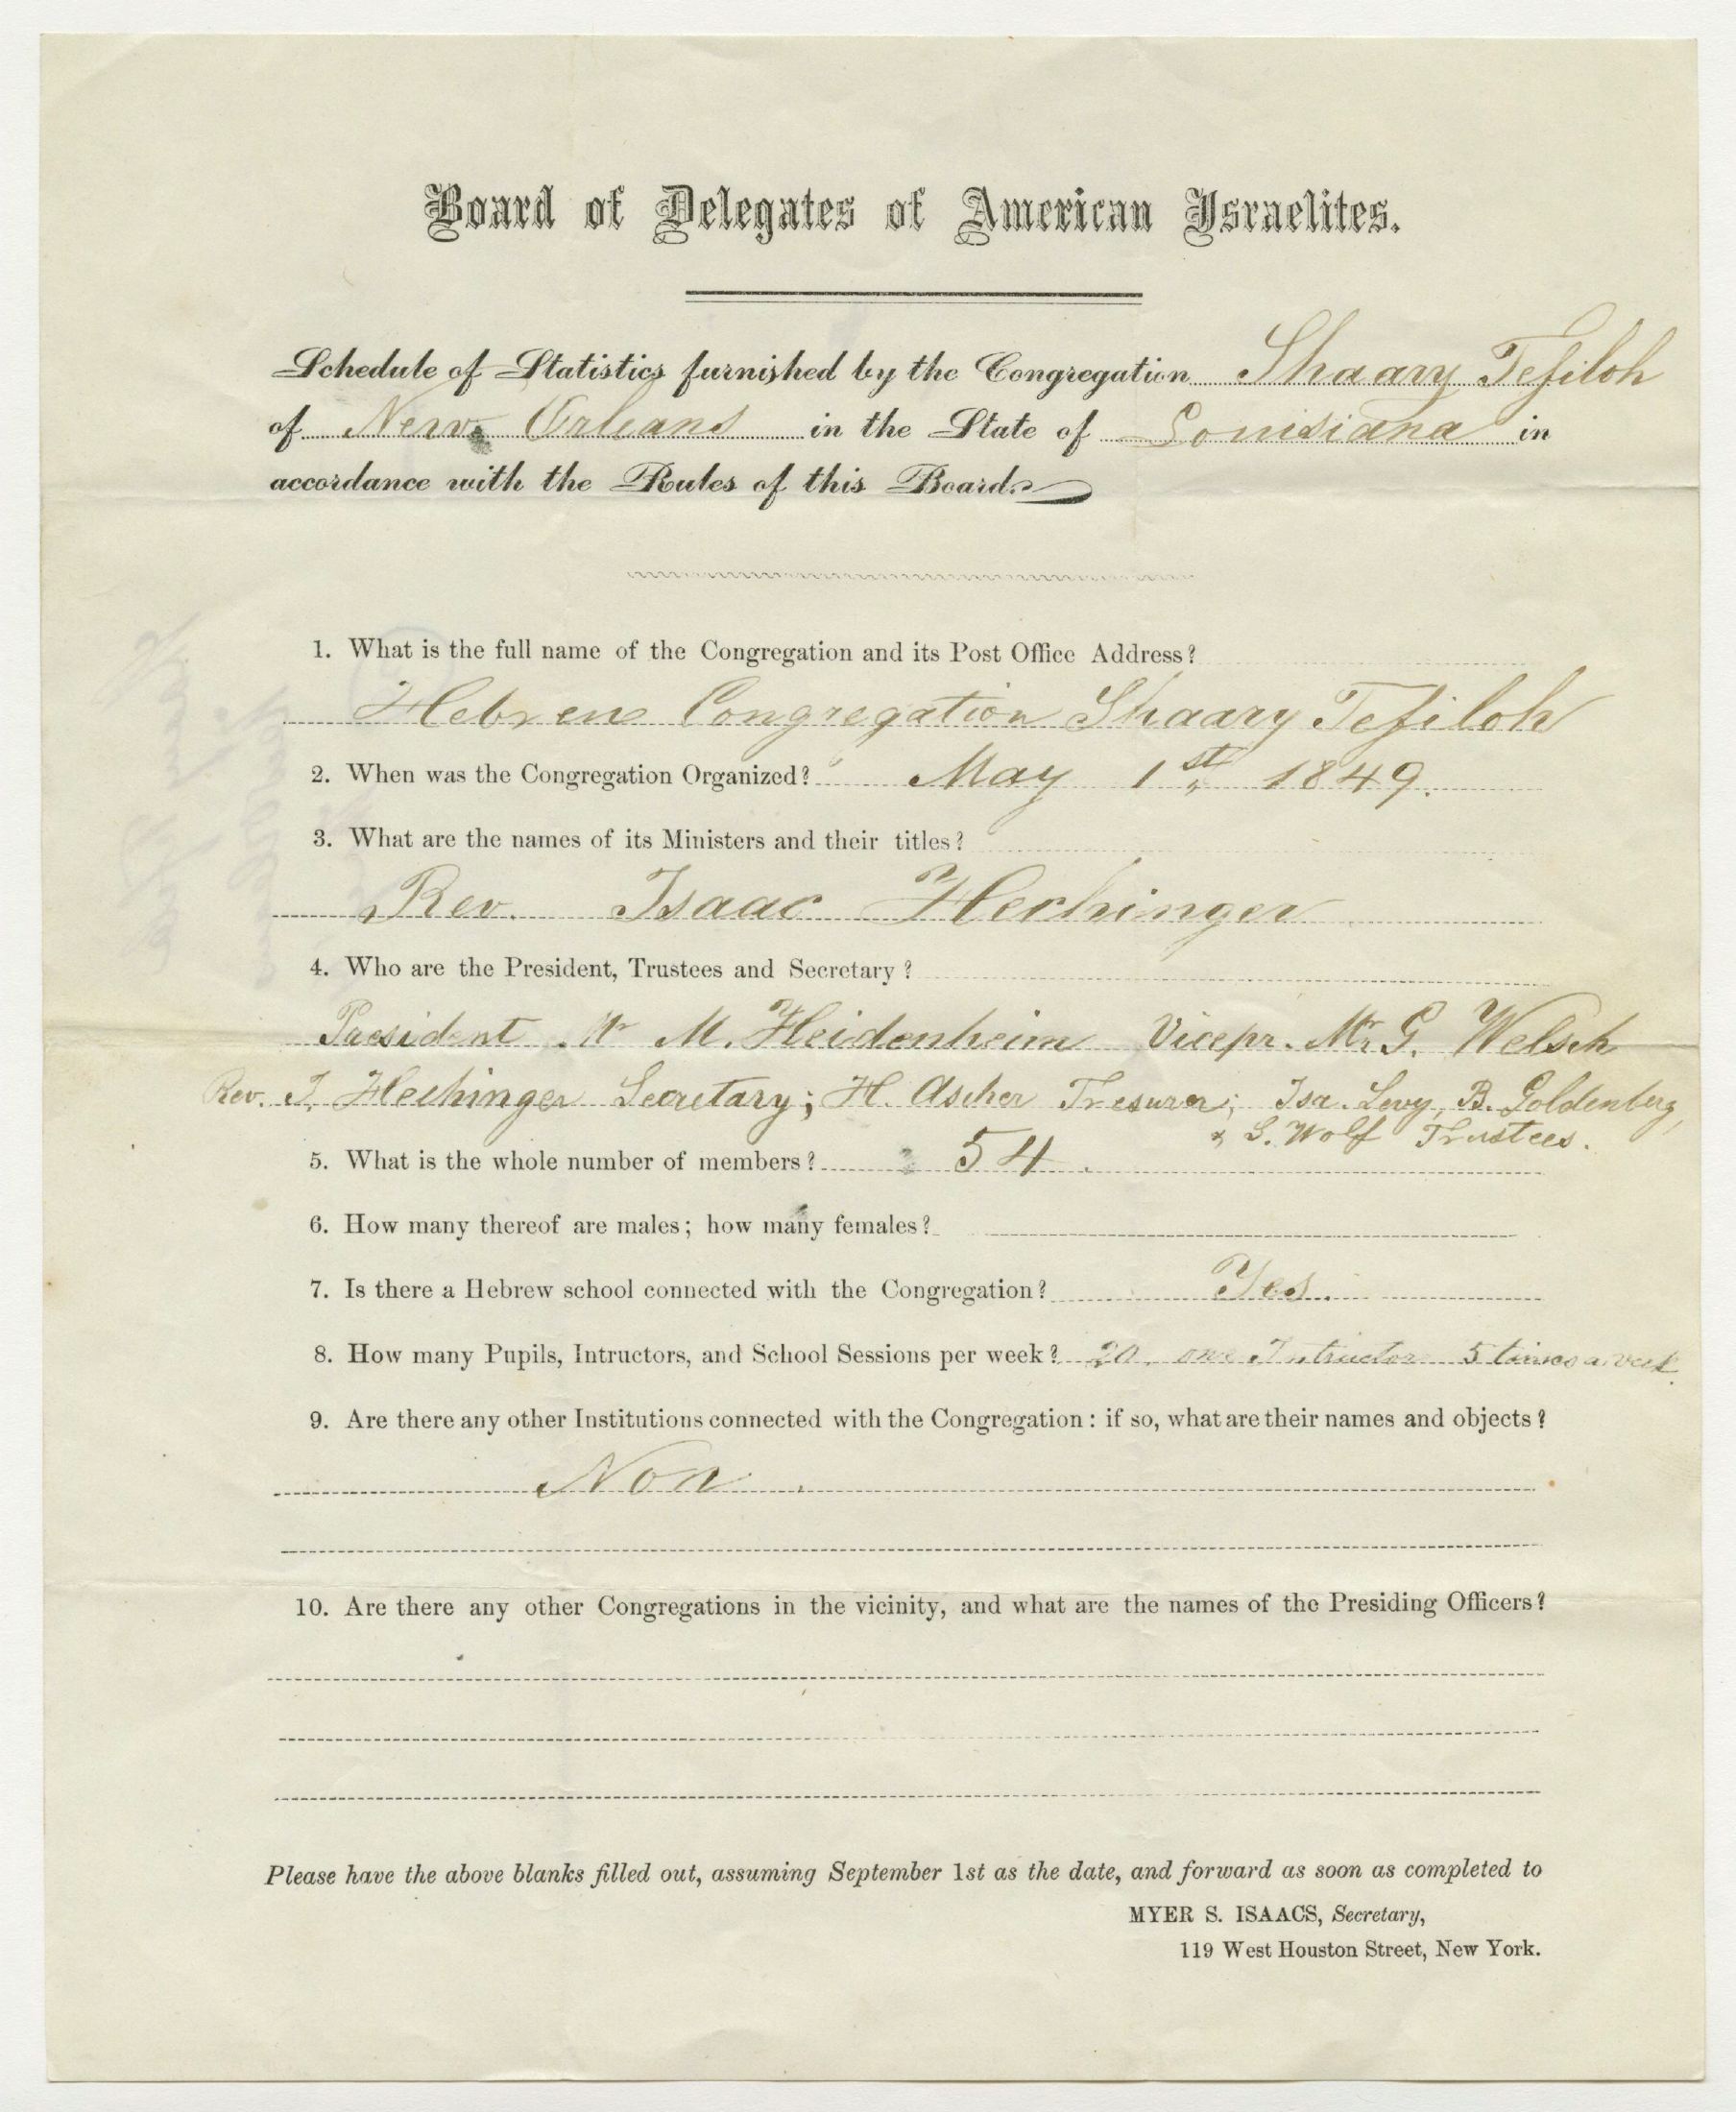 Board of Delegates of American Israelites.
Schedule of Statistics furnished by the Congregation Shaary Tefiloh
of New Orleans in the State of Louisiana in
accordance with the Rules of this Board.
1. What is the full name of the Congregation and its Post Office Address?
Hebrew Congregation Shaary Tefiloh
2. When was the Congregation Organized? May 1st 1849.
3. What are the names of its Ministers and their titles?
Rev. Isaac Hechinger
4. Who are the President, Trustees and Secretary?
President Mr M. Heidenheim Vicepr. Mr. G. Welsch
Rev. I. Hechinger Secretary; H. Ascher Tresurer; Isa. Levy, B. Goldenberg,
& S. Wolf Trustees.
5. What is the whole number of members? 54.
6. How many thereof are males; how many females?
7. Is there a Hebrew school connected with the Congregation? Yes.
8. How many Pupils, Intructors, and School Sessions per week? 20. one Intructor 5 times a week.
9. Are there any other Institutions connected with the Congregation: if so, what are their names and objects?
Non.
10. Are there any other Congregations in the vicinity, and what are the names of the Presiding Officers?
Please have the above blanks filled out, assuming September 1st as the date, and forward as soon as completed to
MYER S. ISAACS, Secretary,
119 West Houston Street, New York.